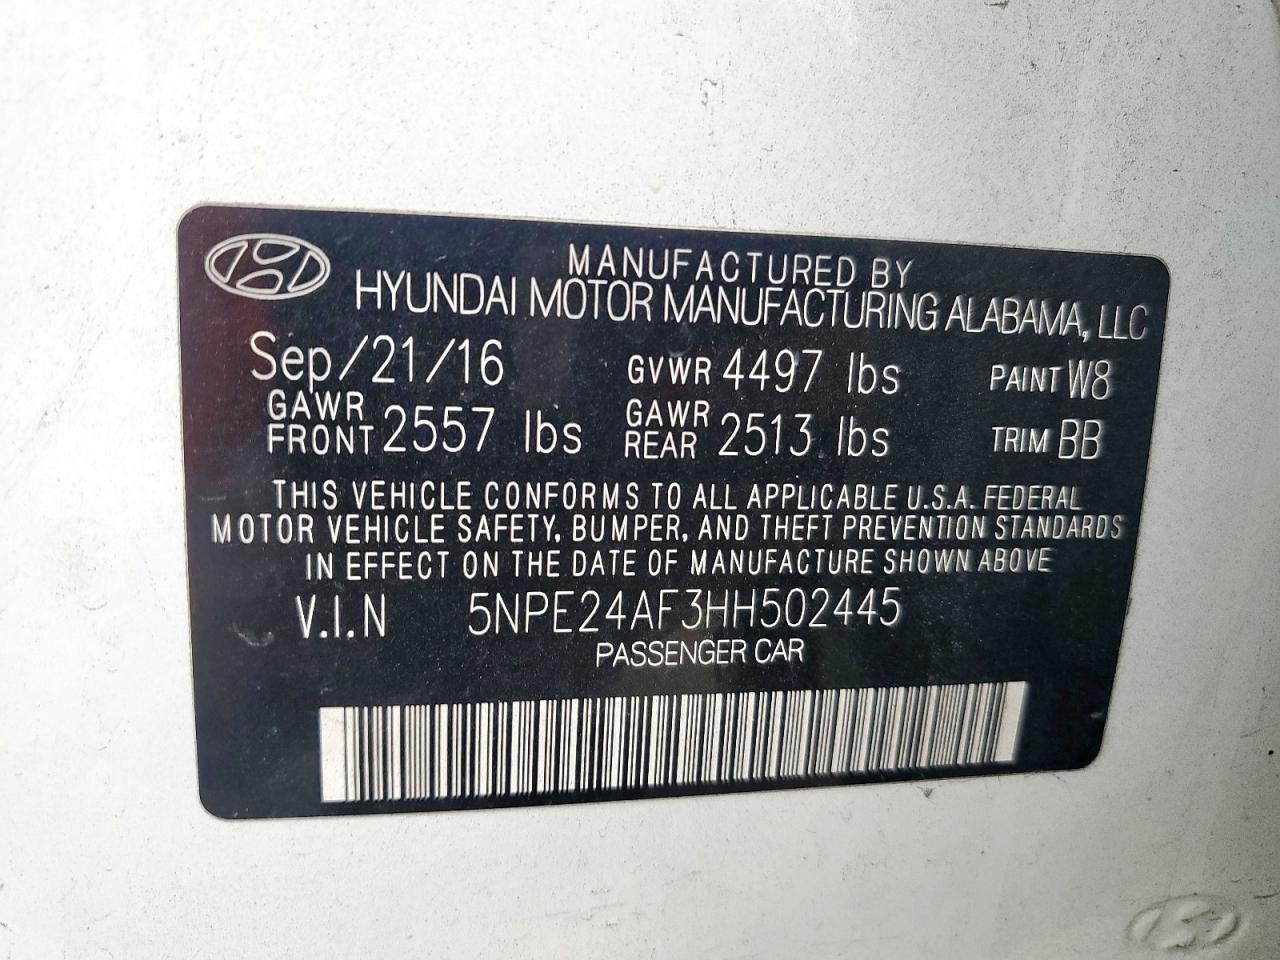 MANUFACTURED BY
HYUNDAI MOTOR MANUFACTURING ALABAMA, LLC
Sep/21/16 GVWR 4497 lbs PAINT W8
GAWR FRONT 2557 lbs GAWR REAR 2513 lbs TRIM BB
THIS VEHICLE CONFORMS TO ALL APPLICABLE U.S.A. FEDERAL
MOTOR VEHICLE SAFETY, BUMPER, AND THEFT PREVENTION STANDARDS
IN EFFECT ON THE DATE OF MANUFACTURE SHOWN ABOVE
V.I.N 5NPE24AF3HH502445
PASSENGER CAR